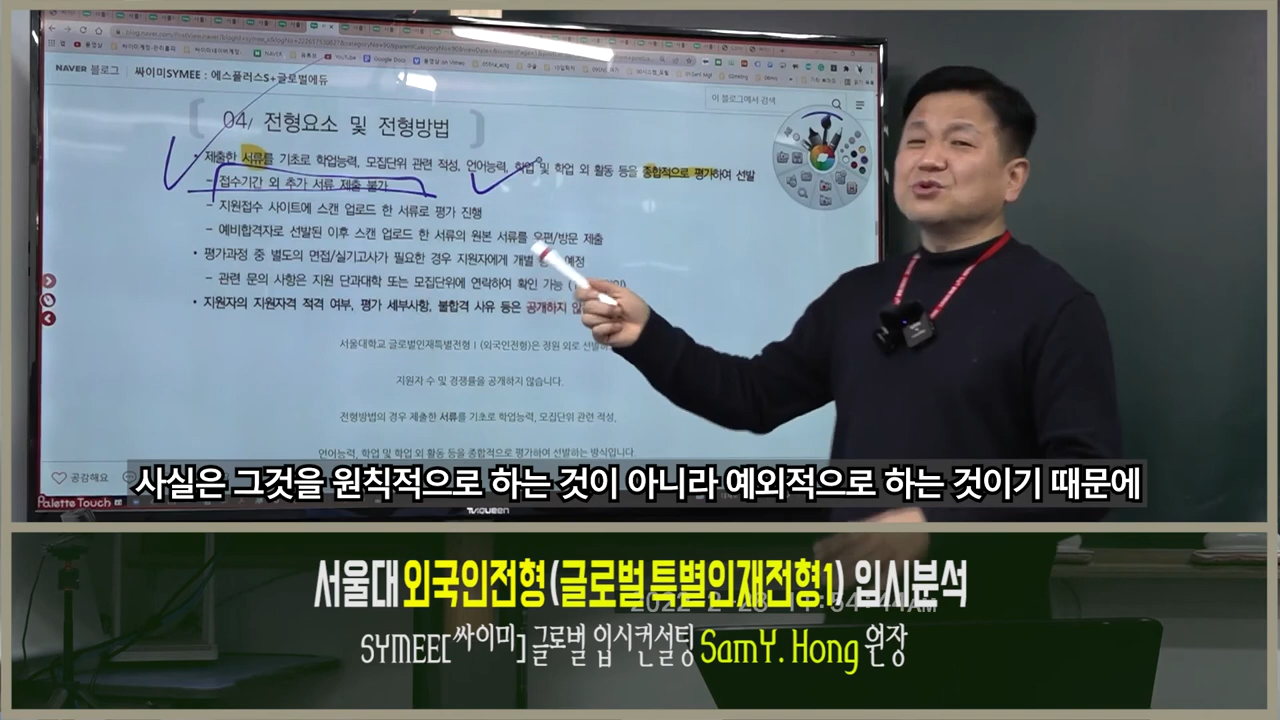 NAVER 블로그 | 싸이미SYMEE : 에스플러스S+글로벌에듀
이 블로그에서 검색
04/ 전형요소 및 전형방법
• 제출한 서류를 기초로 학업능력, 모집단위 관련 적성, 언어능력, 학업 및 학업 외 활동 등을 종합적으로 평가하여 선발
– 접수기간 외 추가 서류 제출 불가
– 지원접수 사이트에 스캔 업로드 한 서류로 평가 진행
– 예비합격자로 선발된 이후 스캔 업로드 한 서류의 원본 서류를 우편/방문 제출
• 평가과정 중 별도의 면접/실기고사가 필요한 경우 지원자에게 개별 예정
– 관련 문의 사항은 지원 단과대학 또는 모집단위에 연락하여 확인 가능
• 지원자의 지원자격 적격 여부, 평가 세부사항, 불합격 사유 등은 공개하지
서울대학교 글로벌인재특별전형 I (외국인전형)은 정원 외로
지원자 수 및 경쟁률을 공개하지 않습니다.
전형방법의 경우 제출한 서류를 기초로 학업능력, 모집단위 관련 적성,
언어능력, 학업 및 학업 외 활동 등을 종합적으로 평가하여 선발하는 방식입니다.
공감해요
사실은 그것을 원칙적으로 하는 것이 아니라 예외적으로 하는 것이기 때문에
Palette Touch
서울대 외국인전형 (글로벌 특별인재전형1) 입시분석
SYMEE[싸이미] 글로벌 입시컨설팅 Sam Y. Hong 원장